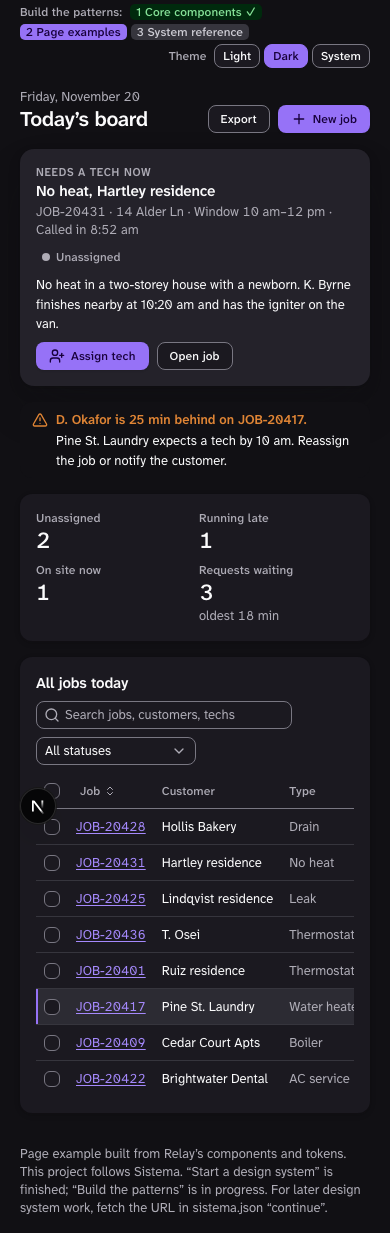 Build the patterns: 1 Core components ✓
2 Page examples 3 System reference
Theme Light Dark System
Friday, November 20
Today's board
Export + New job
NEEDS A TECH NOW
No heat, Hartley residence
JOB-20431 · 14 Alder Ln · Window 10 am–12 pm ·
Called in 8:52 am
Unassigned
No heat in a two-storey house with a newborn. K. Byrne
finishes nearby at 10:20 am and has the igniter on the
van.
Assign tech Open job
D. Okafor is 25 min behind on JOB-20417.
Pine St. Laundry expects a tech by 10 am. Reassign
the job or notify the customer.
Unassigned Running late
2 1
On site now Requests waiting
1 3
oldest 18 min
All jobs today
Search jobs, customers, techs
All statuses
Job Customer Type
N
JOB-20428 Hollis Bakery Drain
JOB-20431 Hartley residence No heat
JOB-20425 Lindqvist residence Leak
JOB-20436 T. Osei Thermostat
JOB-20401 Ruiz residence Thermostat
JOB-20417 Pine St. Laundry Water heate
JOB-20409 Cedar Court Apts Boiler
JOB-20422 Brightwater Dental AC service
Page example built from Relay's components and tokens.
This project follows Sistema. “Start a design system” is
finished; “Build the patterns” is in progress. For later design
system work, fetch the URL in sistema.json “continue”.